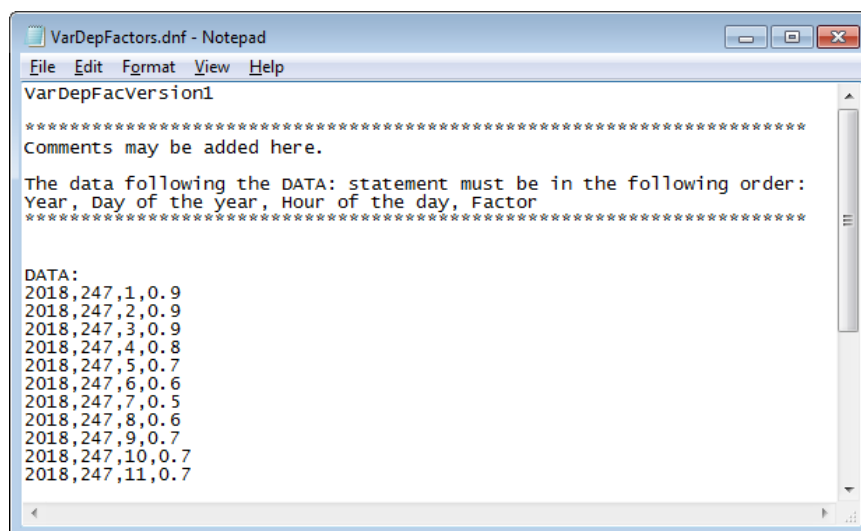 VarDepFactors.dnf - Notepad
File Edit Format View Help
VarDepFacVersion1
**********************************************************************
Comments may be added here.
The data following the DATA: statement must be in the following order:
Year, Day of the year, Hour of the day, Factor
**********************************************************************
DATA:
2018,247,1,0.9
2018,247,2,0.9
2018,247,3,0.9
2018,247,4,0.8
2018,247,5,0.7
2018,247,6,0.6
2018,247,7,0.5
2018,247,8,0.6
2018,247,9,0.7
2018,247,10,0.7
2018,247,11,0.7